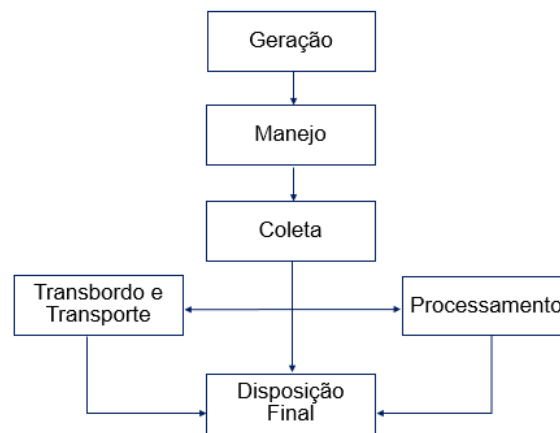 Geração
Manejo
Coleta
Transbordo e
Transporte
Processamento
Disposição
Final